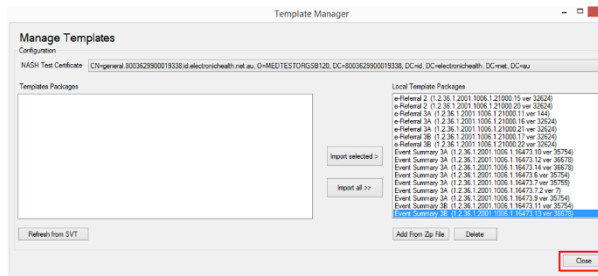 Template Manager
Manage Templates
Configuration
NASH Test Certificate CN=general.8003629900019338.id.electronichealth.net.au, O=MEDTESTORGSB120, DC=8003629900019338, DC=id, DC=electronichealth, DC=net, DC=au
Templates Packages
Local Template Packages
e-Referral 2 (1.2.36.1.2001.1006.1.21000.15 ver 32624)
e-Referral 2 (1.2.36.1.2001.1006.1.21000.20 ver 32624)
e-Referral 3A (1.2.36.1.2001.1006.1.21000.11 ver 144)
e-Referral 3A (1.2.36.1.2001.1006.1.21000.16 ver 32624)
e-Referral 3A (1.2.36.1.2001.1006.1.21000.21 ver 32624)
e-Referral 3B (1.2.36.1.2001.1006.1.21000.17 ver 32624)
e-Referral 3B (1.2.36.1.2001.1006.1.21000.22 ver 32624)
Event Summary 3A (1.2.36.1.2001.1006.1.16473.10 ver 35754)
Event Summary 3A (1.2.36.1.2001.1006.1.16473.12 ver 36678)
Event Summary 3A (1.2.36.1.2001.1006.1.16473.14 ver 36678)
Event Summary 3A (1.2.36.1.2001.1006.1.16473.6 ver 35754)
Event Summary 3A (1.2.36.1.2001.1006.1.16473.7 ver 35755)
Event Summary 3A (1.2.36.1.2001.1006.1.16473.7.2 ver 7)
Event Summary 3A (1.2.36.1.2001.1006.1.16473.9 ver 35754)
Event Summary 3B (1.2.36.1.2001.1006.1.16473.11 ver 35754)
Event Summary 3B (1.2.36.1.2001.1006.1.16473.13 ver 36678)
Import selected >
Import all >>
Refresh from SVT
Add From Zip File
Delete
Close